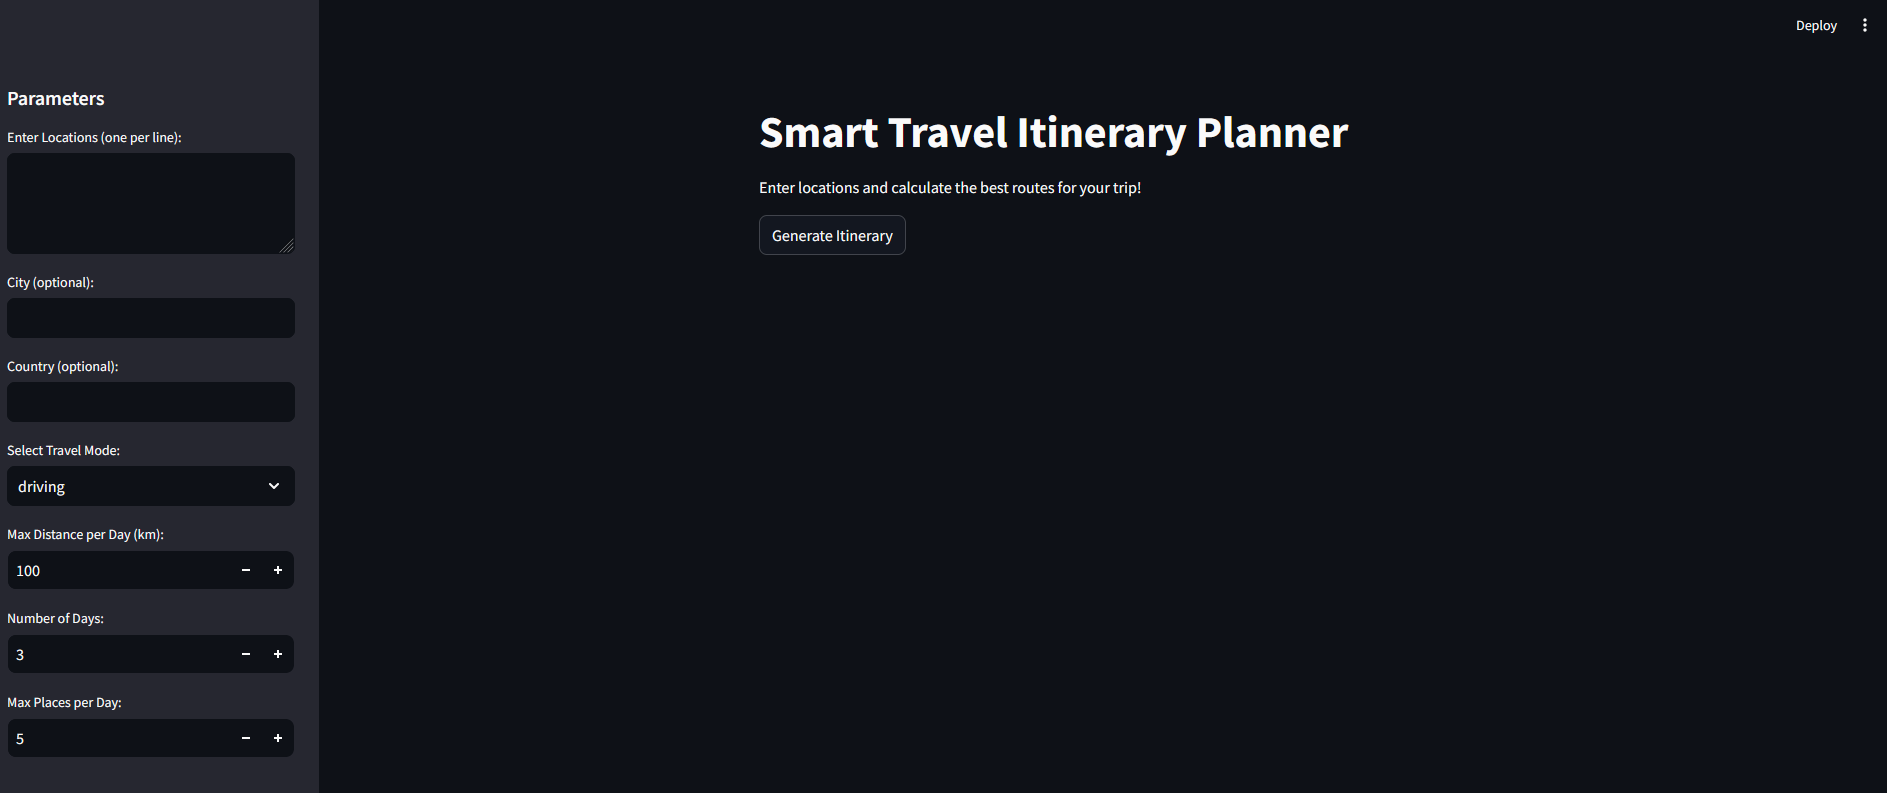 Deploy
Parameters
Enter Locations (one per line):
City (optional):
Country (optional):
Select Travel Mode:
driving
Max Distance per Day (km):
100
Number of Days:
3
Max Places per Day:
5
Smart Travel Itinerary Planner
Enter locations and calculate the best routes for your trip!
Generate Itinerary